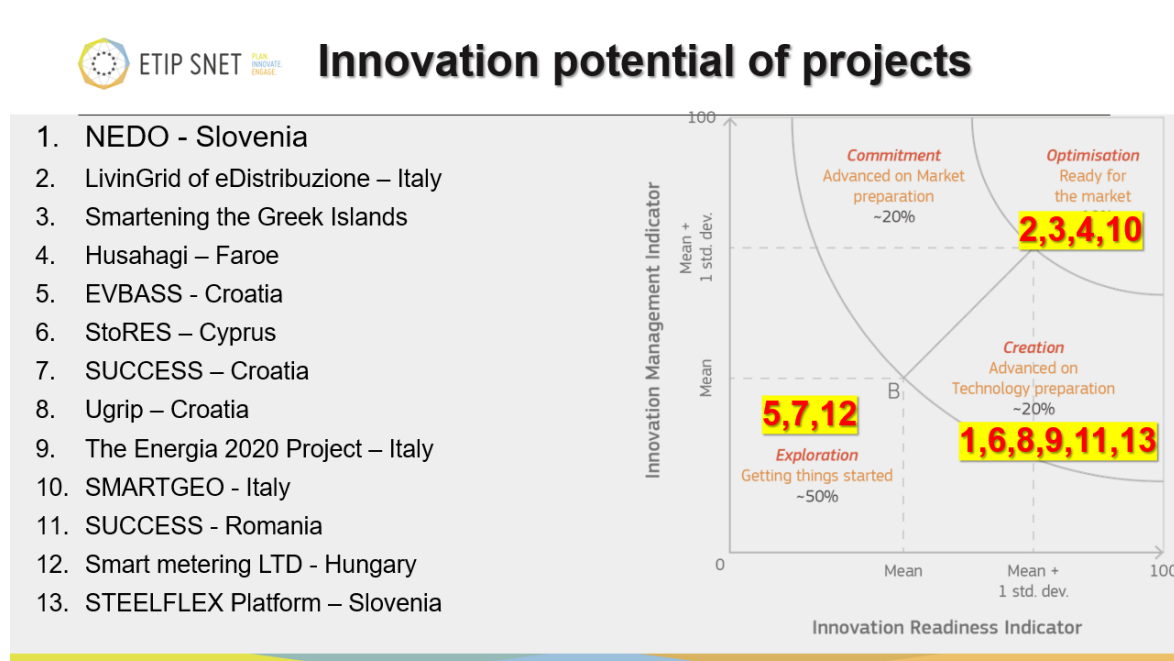 ETIP SNET
PLAN.
INNOVATE.
ENGAGE.
Innovation potential of projects
1. NEDO - Slovenia
2. LivinGrid of eDistribuzione – Italy
3. Smartening the Greek Islands
4. Husahagi – Faroe
5. EVBASS - Croatia
6. StoRES – Cyprus
7. SUCCESS – Croatia
8. Ugrip – Croatia
9. The Energia 2020 Project – Italy
10. SMARTGEO - Italy
11. SUCCESS - Romania
12. Smart metering LTD - Hungary
13. STEELFLEX Platform – Slovenia
Innovation Management Indicator
100
Mean +
1 std. dev.
Mean
0
Commitment
Advanced on Market
preparation
~20%
Optimisation
Ready for
the market
2,3,4,10
Creation
Advanced on
Technology preparation
~20%
1,6,8,9,11,13
B
5,7,12
Exploration
Getting things started
~50%
Mean
Mean +
1 std. dev.
100
Innovation Readiness Indicator